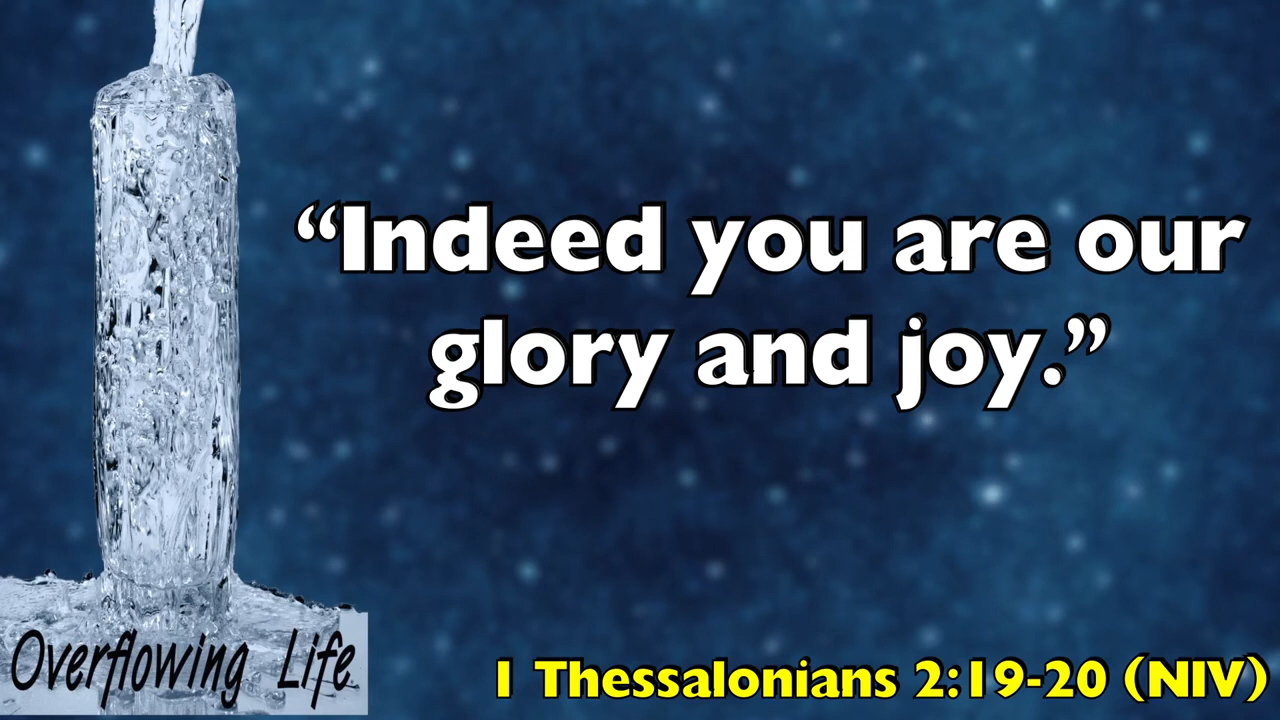 “Indeed you are our
glory and joy.”
Overflowing Life
1 Thessalonians 2:19-20 (NIV)